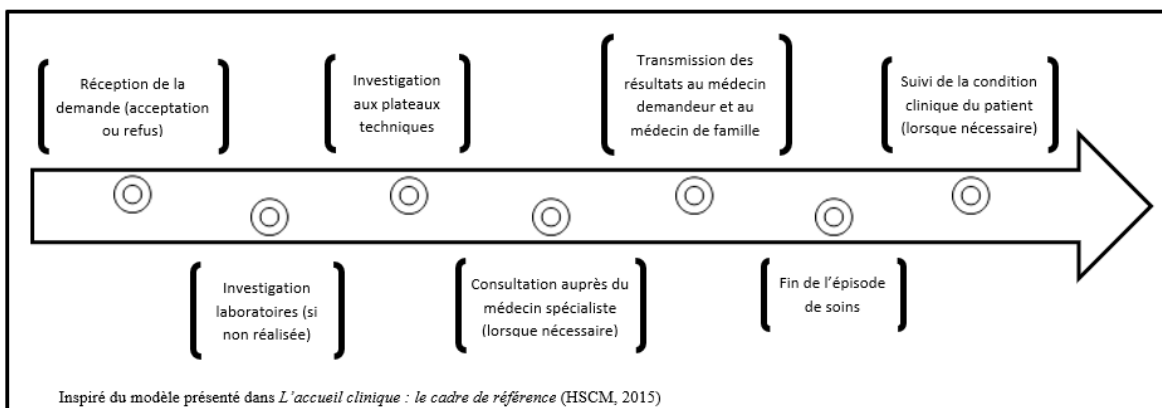 Réception de la
demande (acceptation
ou refus)
Investigation
laboratoires (si
non réalisée)
Investigation
aux plateaux
techniques
Consultation auprès du
médecin spécialiste
(lorsque nécessaire)
Transmission des
résultats au médecin
demandeur et au
médecin de famille
Fin de l'épisode
de soins
Suivi de la condition
clinique du patient
(lorsque nécessaire)
Inspiré du modèle présenté dans L'accueil clinique : le cadre de référence (HSCM, 2015)